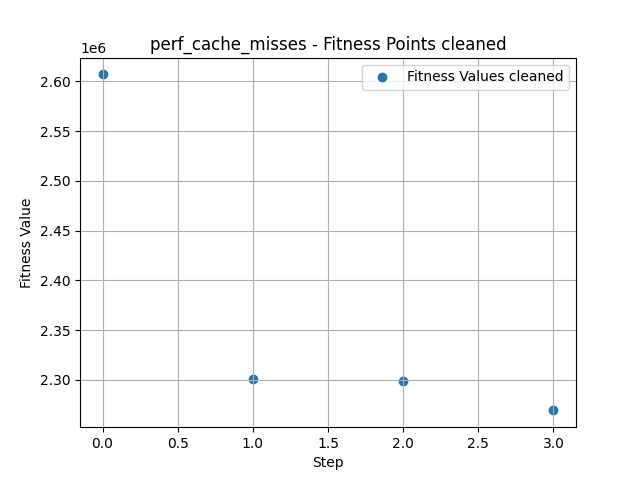 perf_cache_misses - Fitness Points cleaned
1e6
Fitness Values cleaned
2.60
2.55
2.50
2.45
2.40
2.35
2.30
Fitness Value
0.0 0.5 1.0 1.5 2.0 2.5 3.0
Step